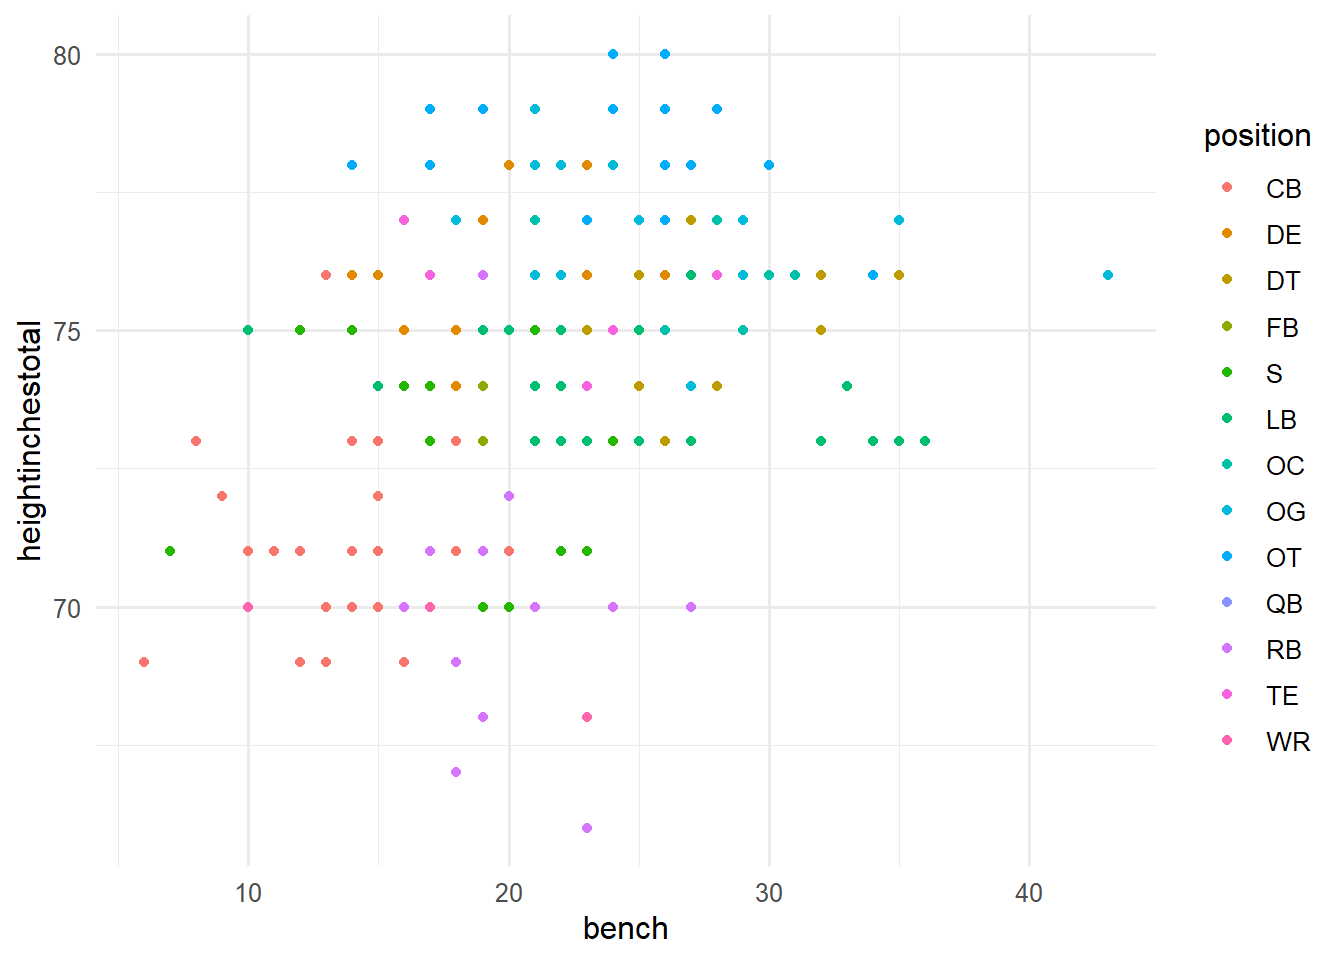 80
75
70
heightinchestotal
10 20 30 40
bench
position
CB
DE
DT
FB
S
LB
OC
OG
OT
QB
RB
TE
WR